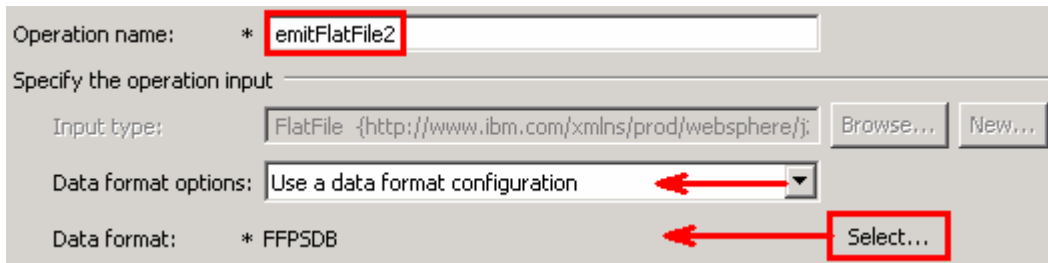 Operation name: * emitFlatFile2
Specify the operation input
Input type: FlatFile {http://www.ibm.com/xmlns/prod/websphere/j2 Browse... New...
Data format options: Use a data format configuration
Data format: * FFPSDB Select...